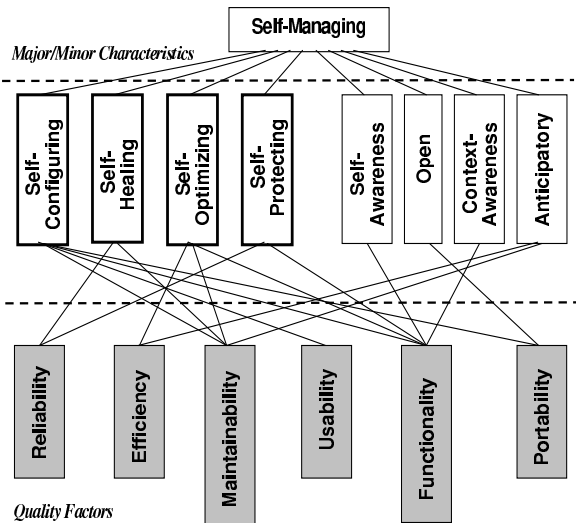 Self-Managing
Major/Minor Characteristics
Self-
Configuring
Self-
Healing
Self-
Optimizing
Self-
Protecting
Self-
Awareness
Open
Context-
Awareness
Anticipatory
Reliability
Efficiency
Maintainability
Usability
Functionality
Portability
Quality Factors